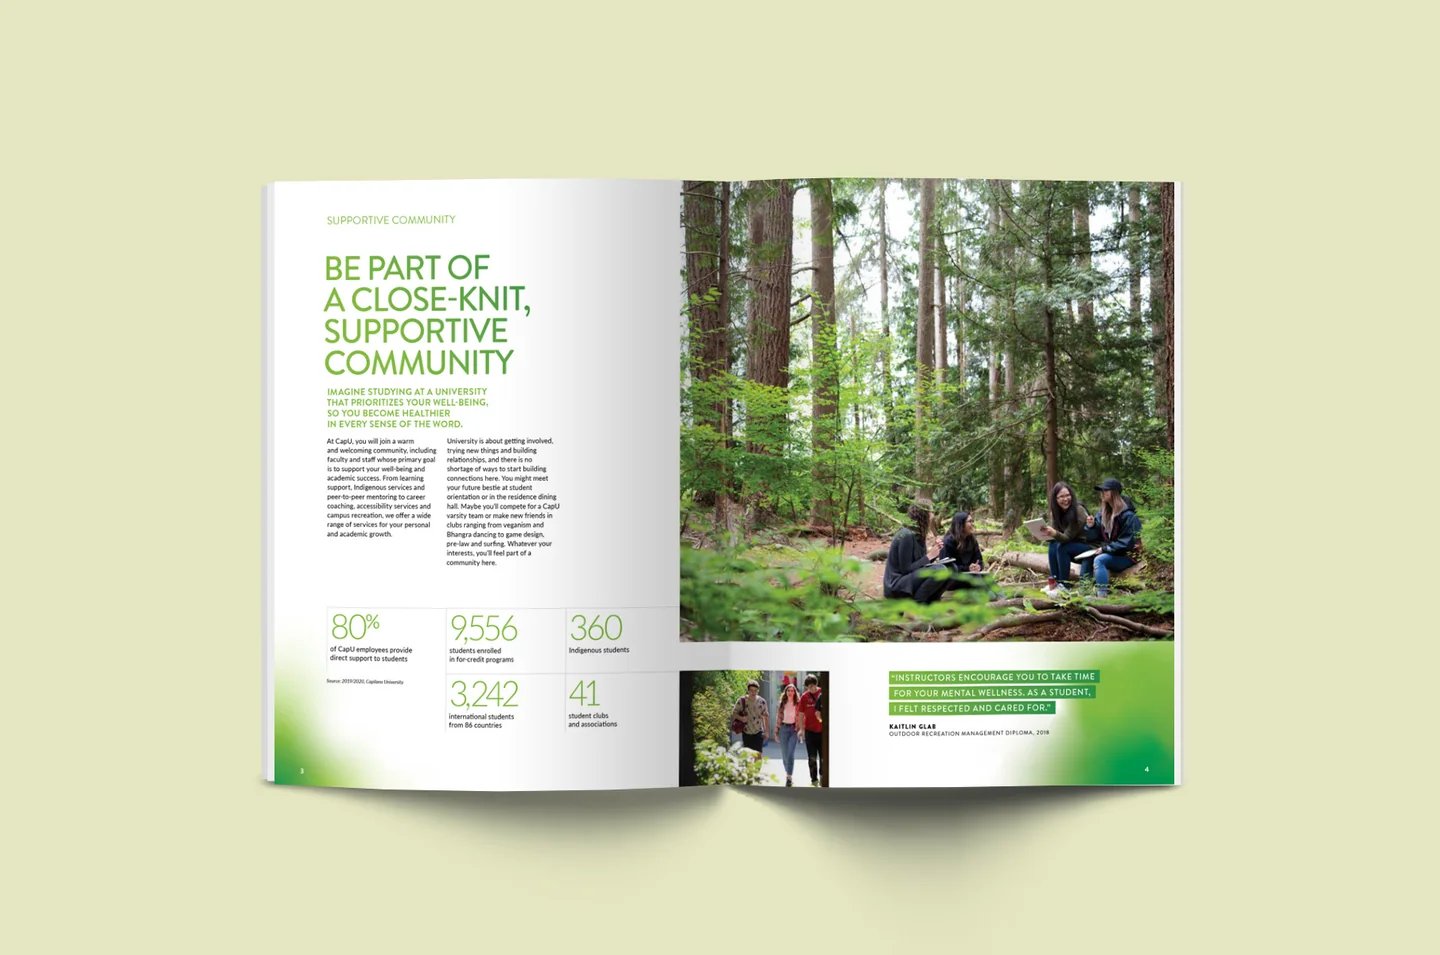 SUPPORTIVE COMMUNITY
BE PART OF
A CLOSE-KNIT,
SUPPORTIVE
COMMUNITY
IMAGINE STUDYING AT A UNIVERSITY
THAT PRIORITIZES YOUR WELL-BEING,
SO YOU BECOME HEALTHIER
IN EVERY SENSE OF THE WORD.
At CapU, you will join a warm
and welcoming community, including
faculty and staff whose primary goal
is to support your well-being and
academic success. From learning
support, Indigenous services and
peer-to-peer mentoring to career
coaching, accessibility services and
campus recreation, we offer a wide
range of services for your personal
and academic growth.
University is about getting involved,
trying new things and building
relationships, and there is no
shortage of ways to start building
connections here. You might meet
your future bestie at student
orientation or in the residence dining
hall. Maybe you'll compete for a CapU
varsity team or make new friends in
clubs ranging from veganism and
Bhangra dancing to game design,
pre-law and surfing. Whatever your
interests, you'll feel part of a
community here.
80%
of CapU employees provide
direct support to students
Source: 2019/2020, Capilano University
9,556
students enrolled
in for-credit programs
360
Indigenous students
3,242
international students
from 86 countries
41
student clubs
and associations
3
"INSTRUCTORS ENCOURAGE YOU TO TAKE TIME
FOR YOUR MENTAL WELLNESS. AS A STUDENT,
I FELT RESPECTED AND CARED FOR."
KAITLIN GLAB
OUTDOOR RECREATION MANAGEMENT DIPLOMA, 2018
4